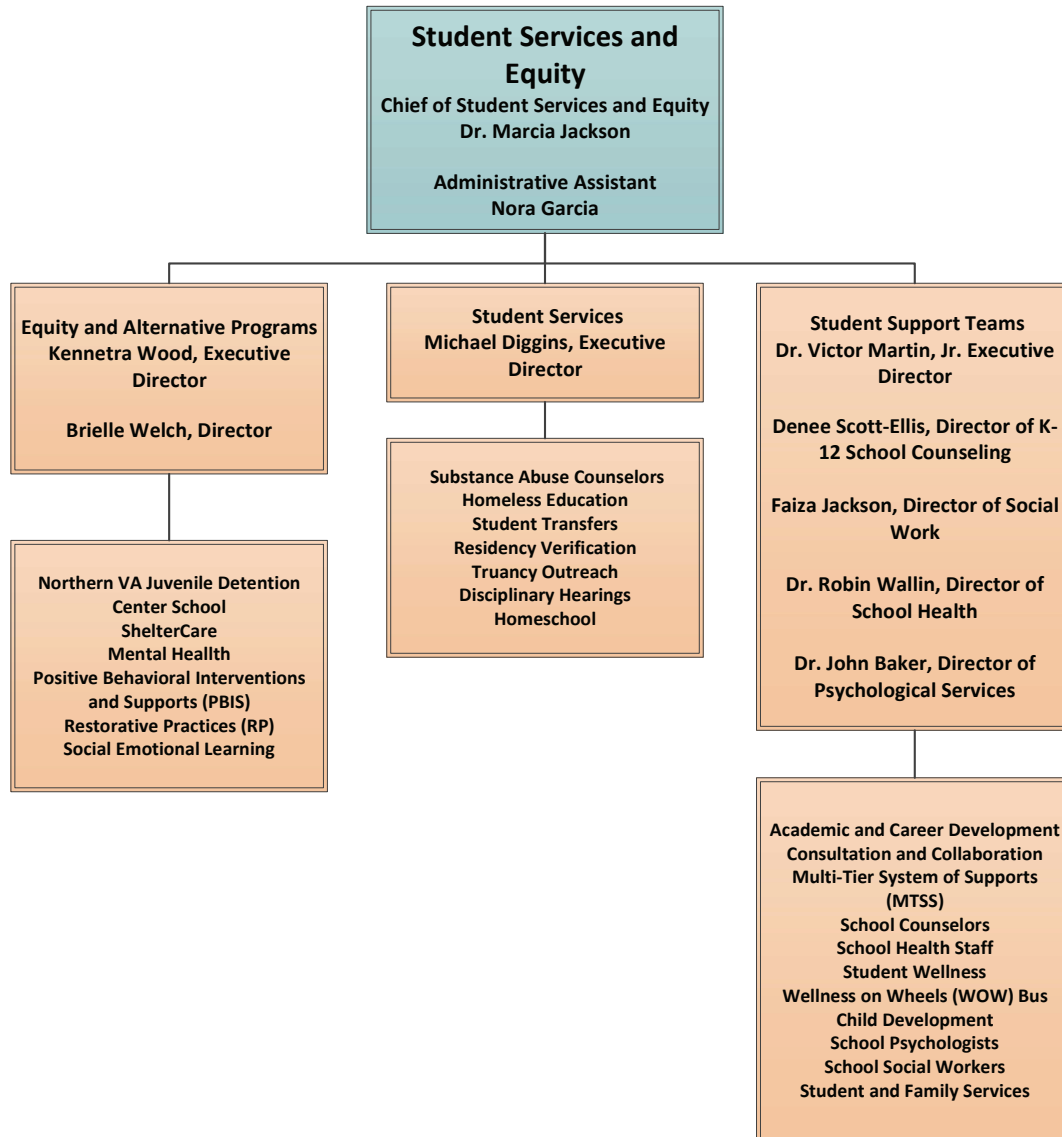 Student Services and
Equity
Chief of Student Services and Equity
Dr. Marcia Jackson
Administrative Assistant
Nora Garcia
Equity and Alternative Programs
Kennetra Wood, Executive
Director
Brielle Welch, Director
Northern VA Juvenile Detention
Center School
ShelterCare
Mental Heallth
Positive Behavioral Interventions
and Supports (PBIS)
Restorative Practices (RP)
Social Emotional Learning
Student Services
Michael Diggins, Executive
Director
Substance Abuse Counselors
Homeless Education
Student Transfers
Residency Verification
Truancy Outreach
Disciplinary Hearings
Homeschool
Student Support Teams
Dr. Victor Martin, Jr. Executive
Director
Denee Scott-Ellis, Director of K-
12 School Counseling
Faiza Jackson, Director of Social
Work
Dr. Robin Wallin, Director of
School Health
Dr. John Baker, Director of
Psychological Services
Academic and Career Development
Consultation and Collaboration
Multi-Tier System of Supports
(MTSS)
School Counselors
School Health Staff
Student Wellness
Wellness on Wheels (WOW) Bus
Child Development
School Psychologists
School Social Workers
Student and Family Services